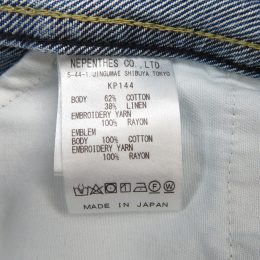 NEPENTHES CO.,LTD
5-44-1 JINGUMAE SHIBUYA TOKYO
KP144
BODY 62% COTTON
38% LINEN
EMBROIDERY YARN
100% RAYON
EMBLEM
BODY 100% COTTON
EMBROIDERY YARN
100% RAYON
MADE IN JAPAN